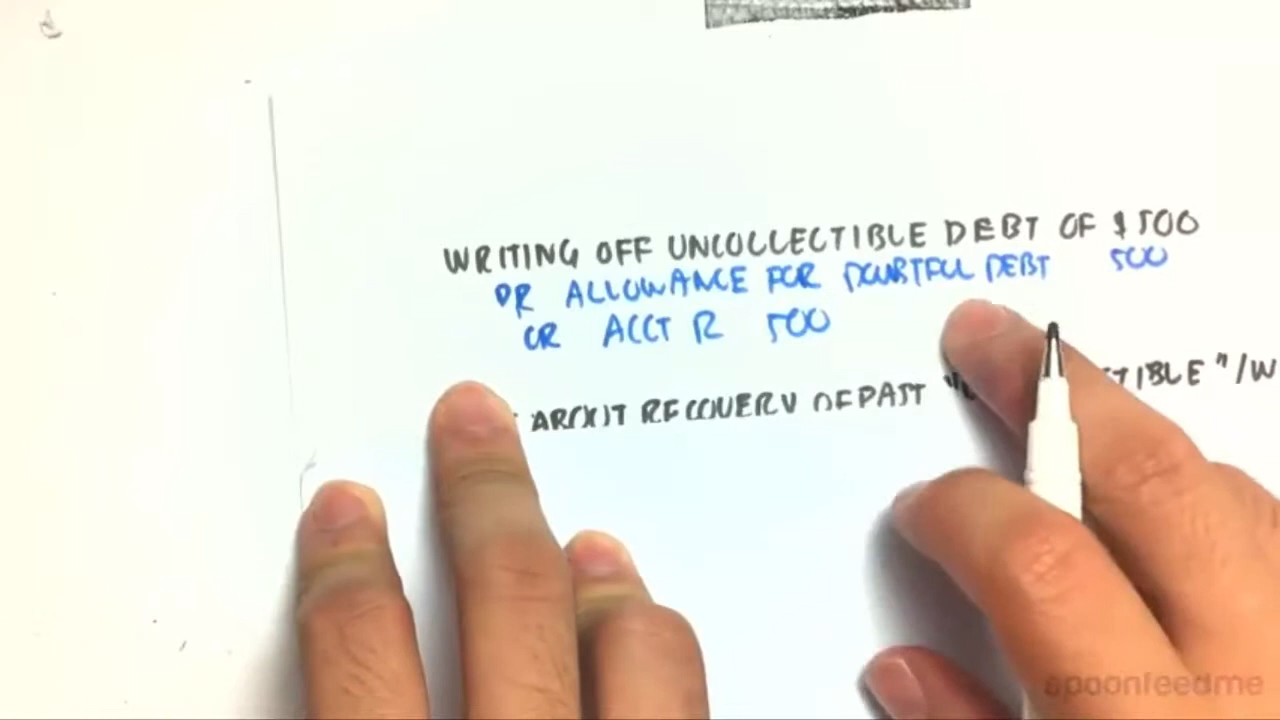 WRITING OFF UNCOLLECTIBLE DEBT OF $500
DR ALLOWANCE FOR DOUBTFUL DEBT 500
CR ACCT R 500
ABOUT RECOVERY OF PAST "/W
spoonfeedme